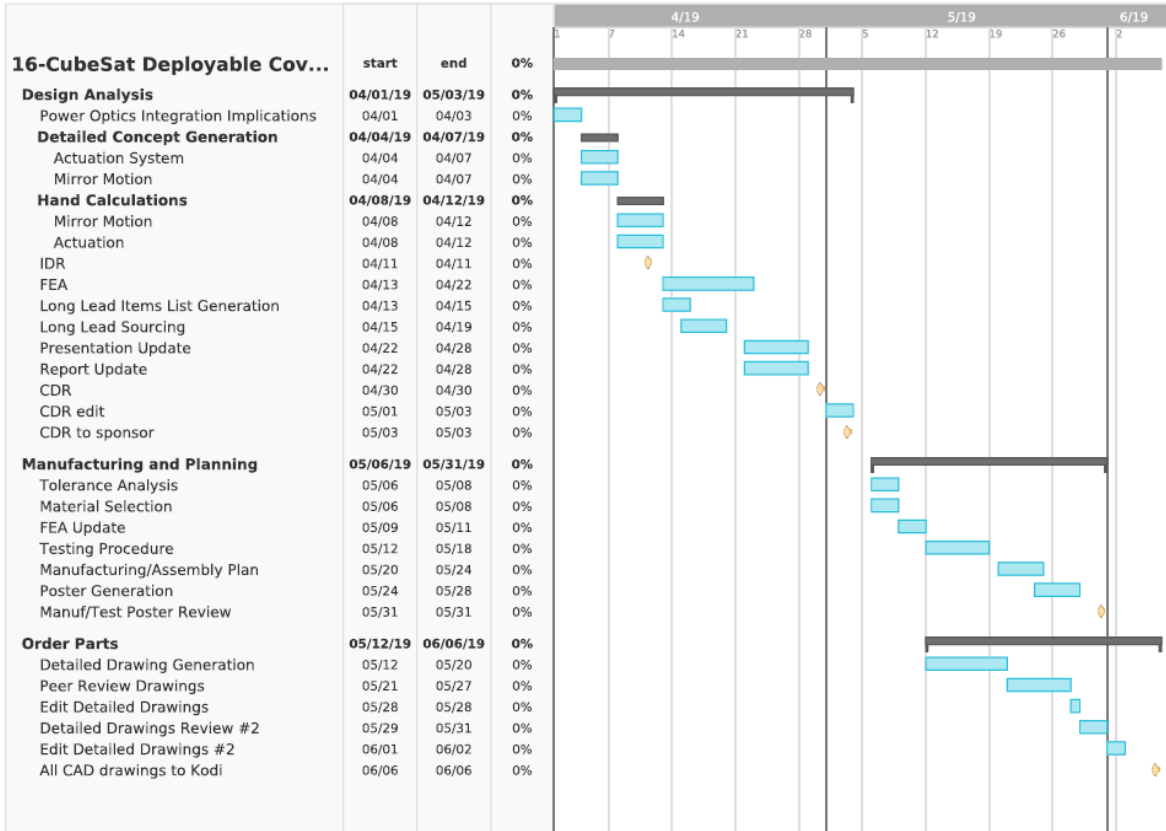 4/19 5/19 6/19
1 7 14 21 28 5 12 19 26 2
16-CubeSat Deployable Cov... start end 0%
Design Analysis 04/01/19 05/03/19 0%
Power Optics Integration Implications 04/01 04/03 0%
Detailed Concept Generation 04/04/19 04/07/19 0%
Actuation System 04/04 04/07 0%
Mirror Motion 04/04 04/07 0%
Hand Calculations 04/08/19 04/12/19 0%
Mirror Motion 04/08 04/12 0%
Actuation 04/08 04/12 0%
IDR 04/11 04/11 0%
FEA 04/13 04/22 0%
Long Lead Items List Generation 04/13 04/15 0%
Long Lead Sourcing 04/15 04/19 0%
Presentation Update 04/22 04/28 0%
Report Update 04/22 04/28 0%
CDR 04/30 04/30 0%
CDR edit 05/01 05/03 0%
CDR to sponsor 05/03 05/03 0%
Manufacturing and Planning 05/06/19 05/31/19 0%
Tolerance Analysis 05/06 05/08 0%
Material Selection 05/06 05/08 0%
FEA Update 05/09 05/11 0%
Testing Procedure 05/12 05/18 0%
Manufacturing/Assembly Plan 05/20 05/24 0%
Poster Generation 05/24 05/28 0%
Manuf/Test Poster Review 05/31 05/31 0%
Order Parts 05/12/19 06/06/19 0%
Detailed Drawing Generation 05/12 05/20 0%
Peer Review Drawings 05/21 05/27 0%
Edit Detailed Drawings 05/28 05/28 0%
Detailed Drawings Review #2 05/29 05/31 0%
Edit Detailed Drawings #2 06/01 06/02 0%
All CAD drawings to Kodi 06/06 06/06 0%